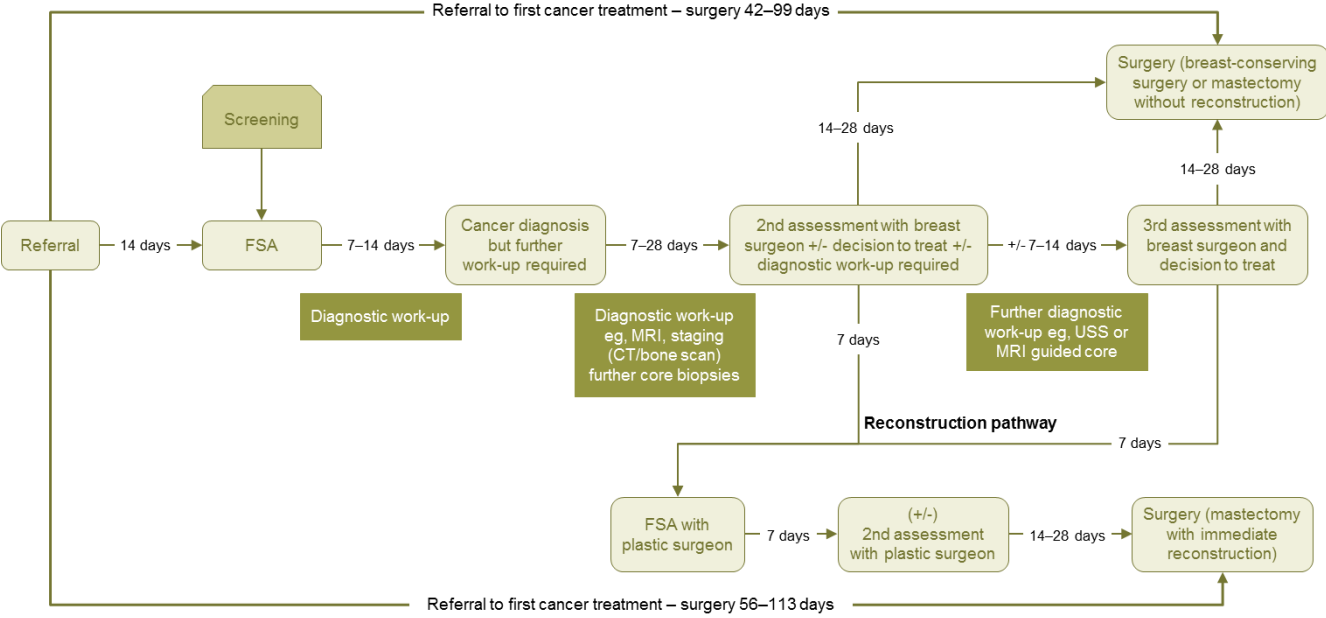 Referral to first cancer treatment – surgery 42–99 days
Surgery (breast-conserving
surgery or mastectomy
without reconstruction)
Screening
14–28 days
14–28 days
Referral
14 days
FSA
7–14 days
Cancer diagnosis
but further
work-up required
7–28 days
2nd assessment with breast
surgeon +/- decision to treat +/-
diagnostic work-up required
+/- 7–14 days
3rd assessment with
breast surgeon and
decision to treat
Diagnostic work-up
Diagnostic work-up
eg, MRI, staging
(CT/bone scan)
further core biopsies
7 days
Further diagnostic
work-up eg, USS or
MRI guided core
Reconstruction pathway
7 days
FSA with
plastic surgeon
7 days
(+/-)
2nd assessment
with plastic surgeon
14–28 days
Surgery (mastectomy
with immediate
reconstruction)
Referral to first cancer treatment – surgery 56–113 days